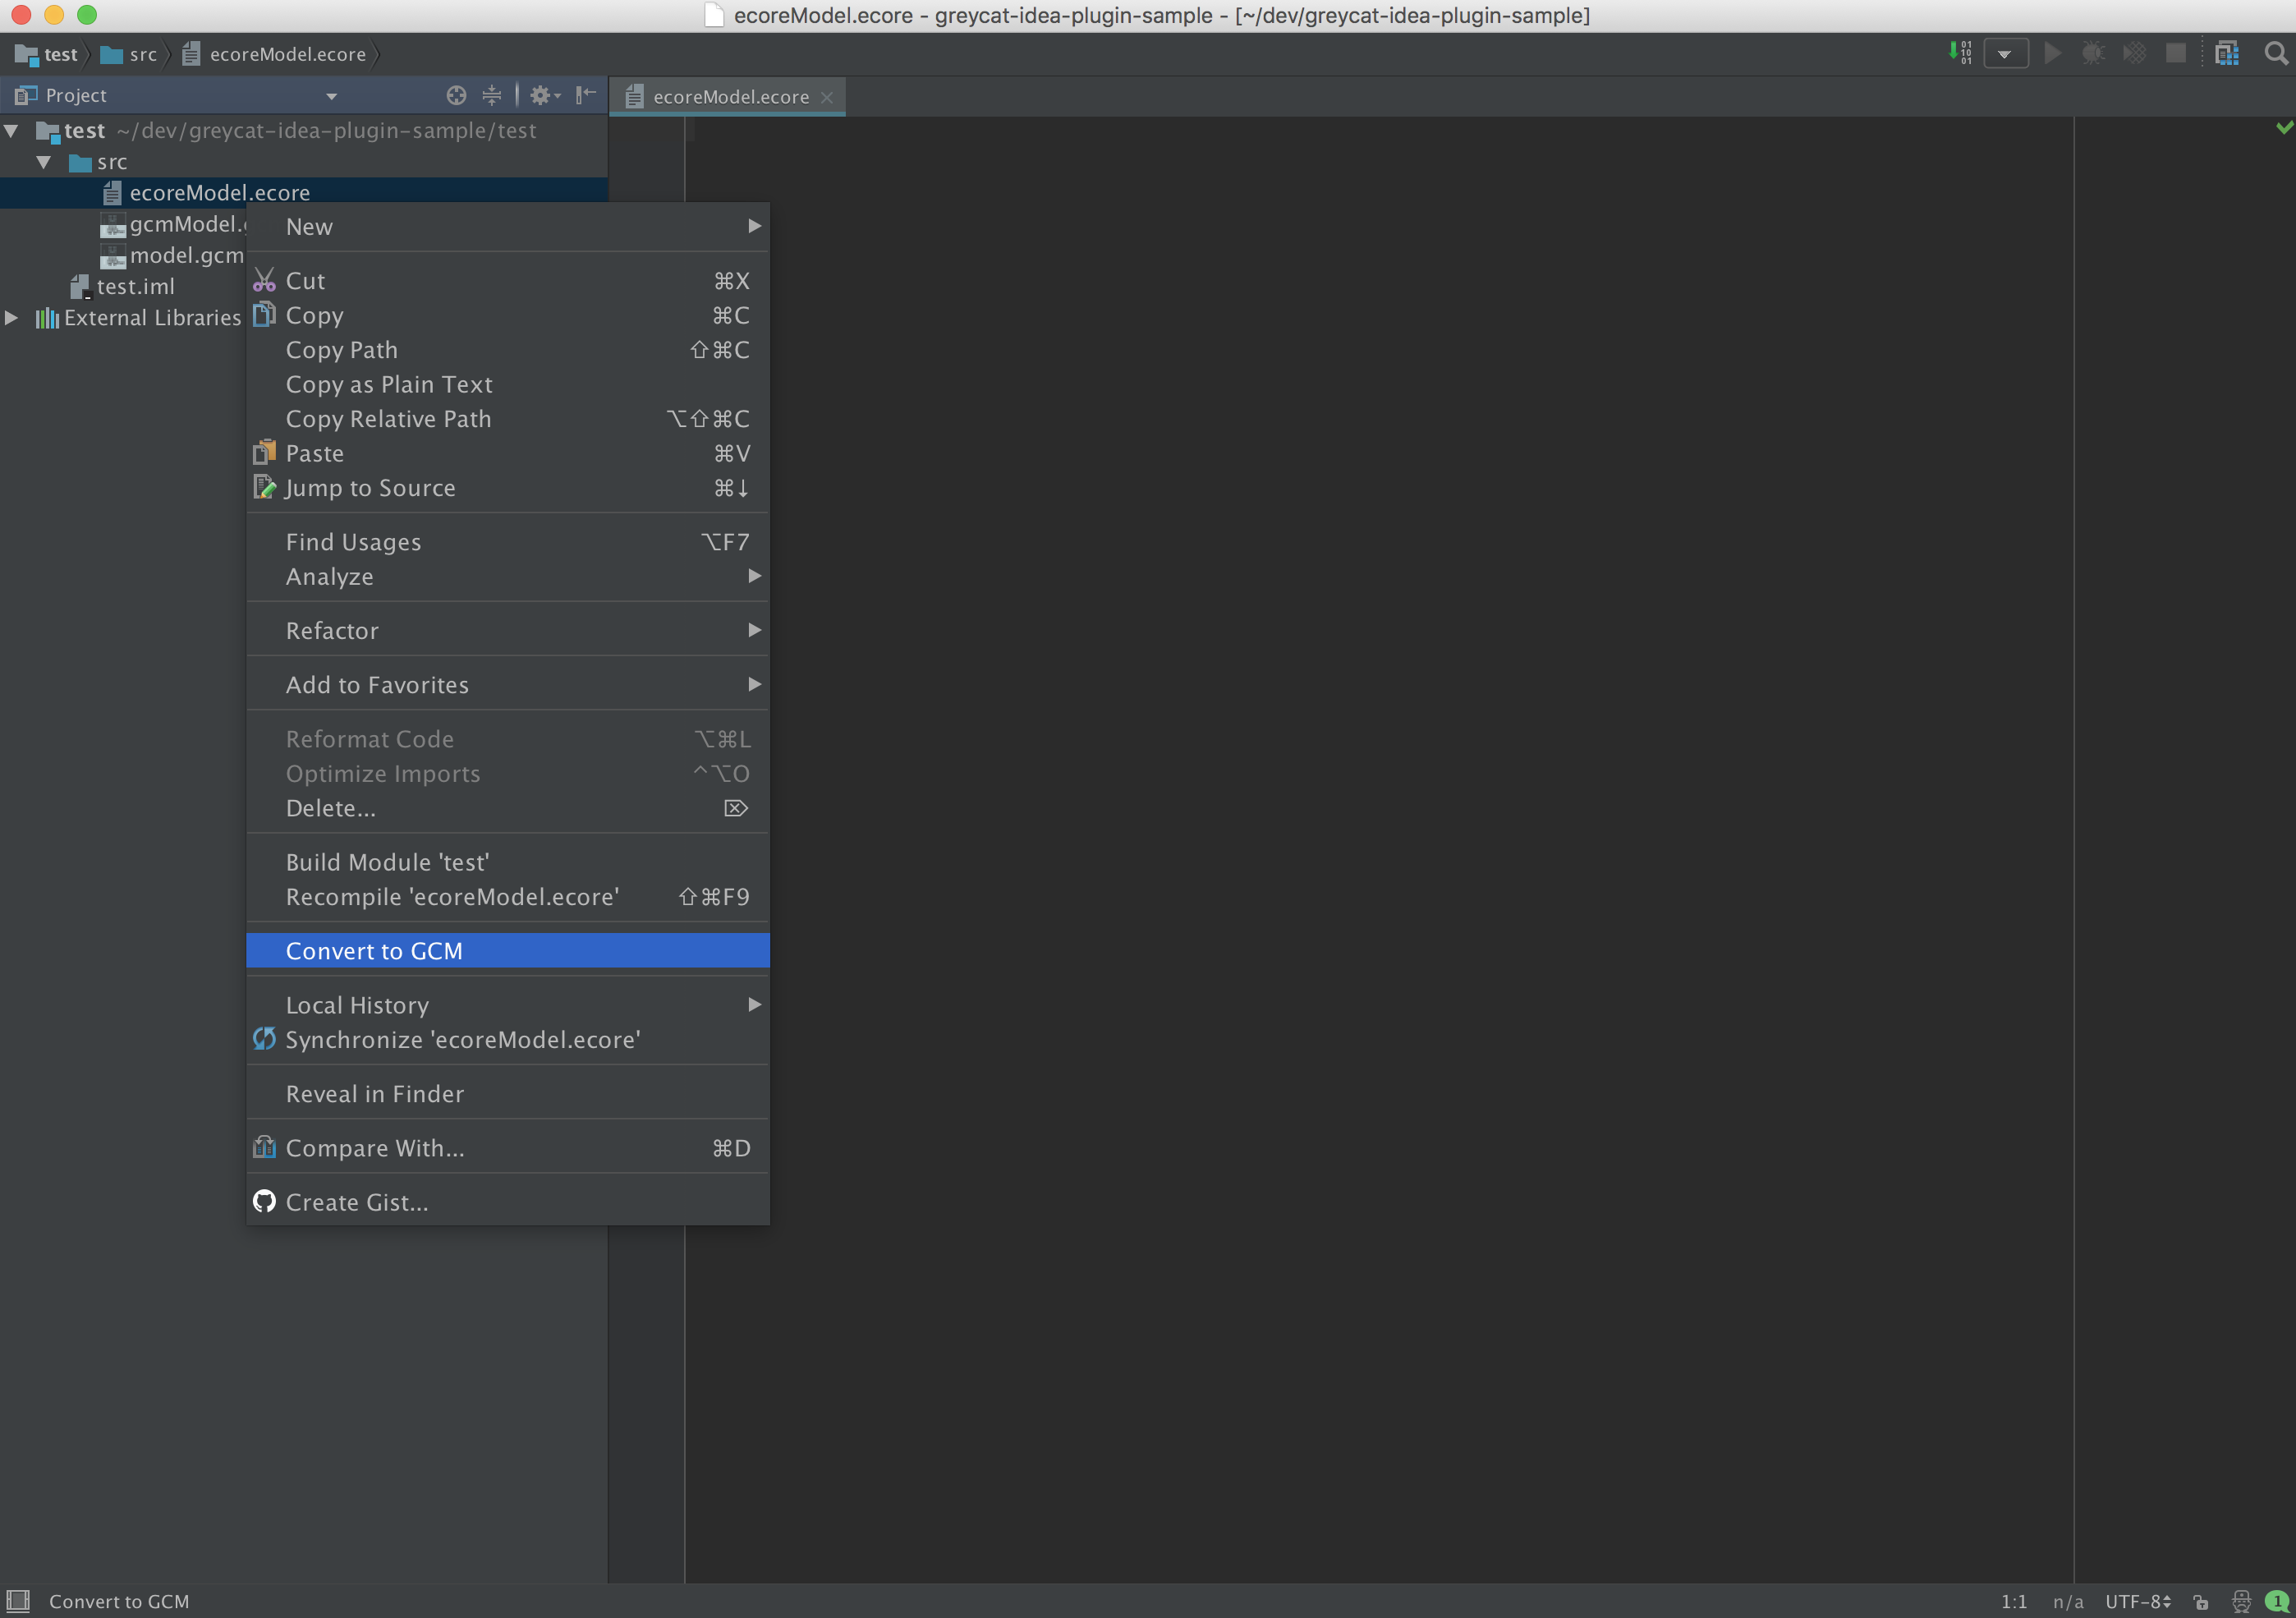 ecoreModel.ecore - greycat-idea-plugin-sample - [~/dev/greycat-idea-plugin-sample]
test src ecoreModel.ecore
Project
ecoreModel.ecore
test ~/dev/greycat-idea-plugin-sample/test
src
ecoreModel.ecore
gcmModel.
model.gcm
test.iml
External Libraries
New
Cut ⌘X
Copy ⌘C
Copy Path ⇧⌘C
Copy as Plain Text
Copy Relative Path ⌥⇧⌘C
Paste ⌘V
Jump to Source ⌘↓
Find Usages ⌥F7
Analyze
Refactor
Add to Favorites
Reformat Code ⌥⌘L
Optimize Imports ^⌥O
Delete... ⌦
Build Module 'test'
Recompile 'ecoreModel.ecore' ⇧⌘F9
Convert to GCM
Local History
Synchronize 'ecoreModel.ecore'
Reveal in Finder
Compare With... ⌘D
Create Gist...
Convert to GCM 1:1 n/a UTF-8 1